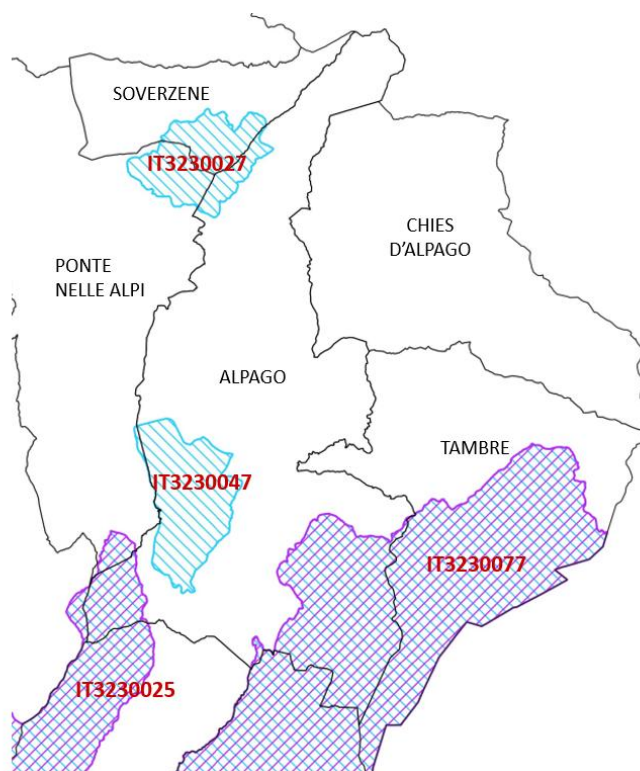 SOVERZENE
IT3230027
CHIES
D'ALPAGO
PONTE
NELLE ALPI
ALPAGO
TAMBRE
IT3230047
IT3230077
IT3230025